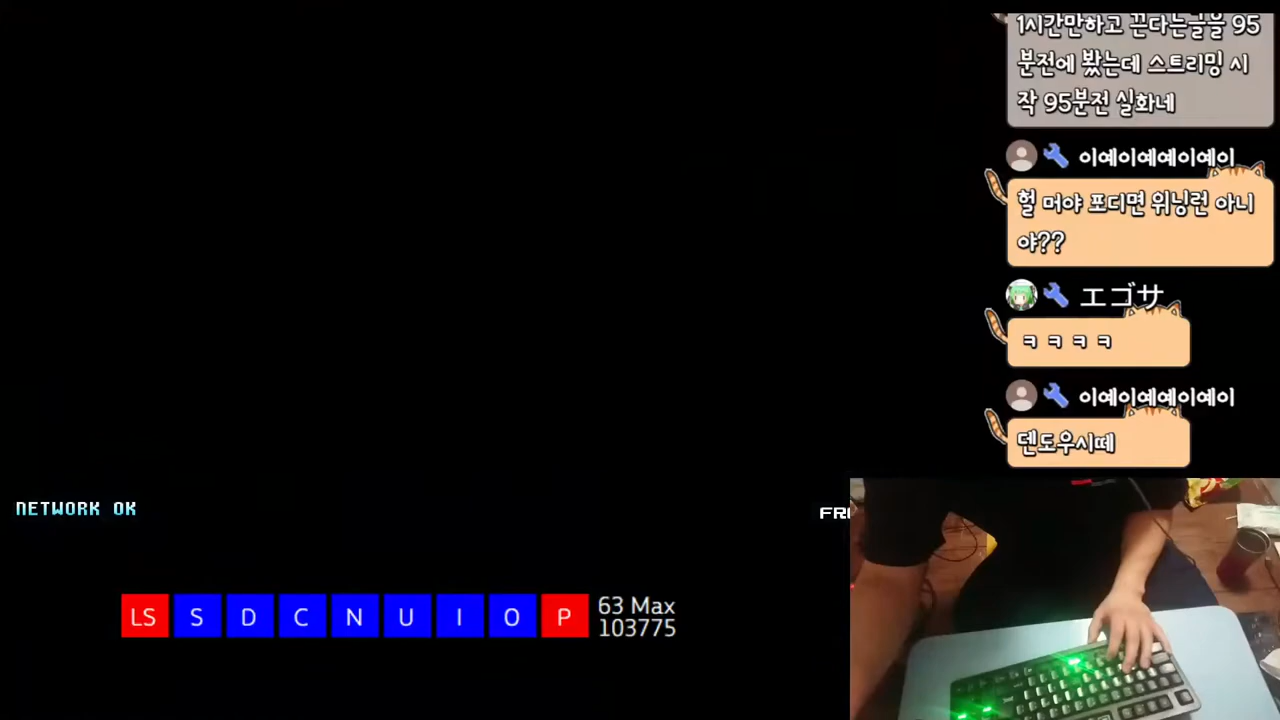 1시간만하고 끈다는글을 95
분전에 봤는데 스트리밍 시
작 95분전 실화네
이예이예예이예이
헐 머야 포디면 위닝런 아니
야??
エゴサ
ㅋㅋㅋㅋ
이예이예예이예이
덴도우시떼
NETWORK OK
FR
LS S D C N U I O P
63 Max
103775